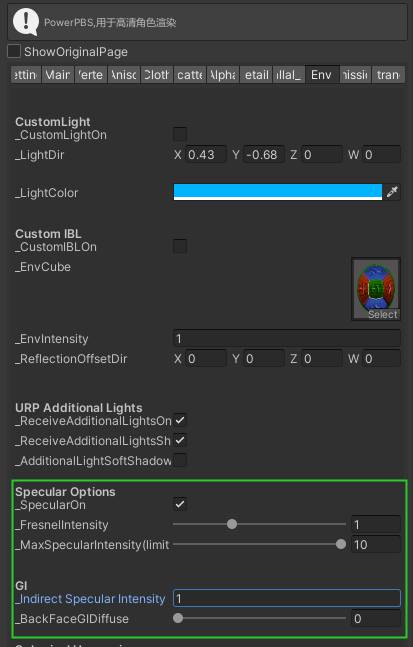 PowerPBS,用于高清角色渲染
ShowOriginalPage
ettin Main erte Anisc Cloth catte Alpha etail illal_ Env missi tran
CustomLight
_CustomLightOn
_LightDir X 0.43 Y -0.68 Z 0 W 0
_LightColor
Custom IBL
_CustomIBLOn
_EnvCube
Select
_EnvIntensity 1
_ReflectionOffsetDir X 0 Y 0 Z 0 W 0
URP Additional Lights
_ReceiveAdditionalLightsOn
_ReceiveAdditionalLightsSh
_AdditionalLightSoftShadow
Specular Options
_SpecularOn
_FresnelIntensity 1
_MaxSpecularIntensity(limit 10
GI
_Indirect Specular Intensity 1
_BackFaceGIDiffuse 0